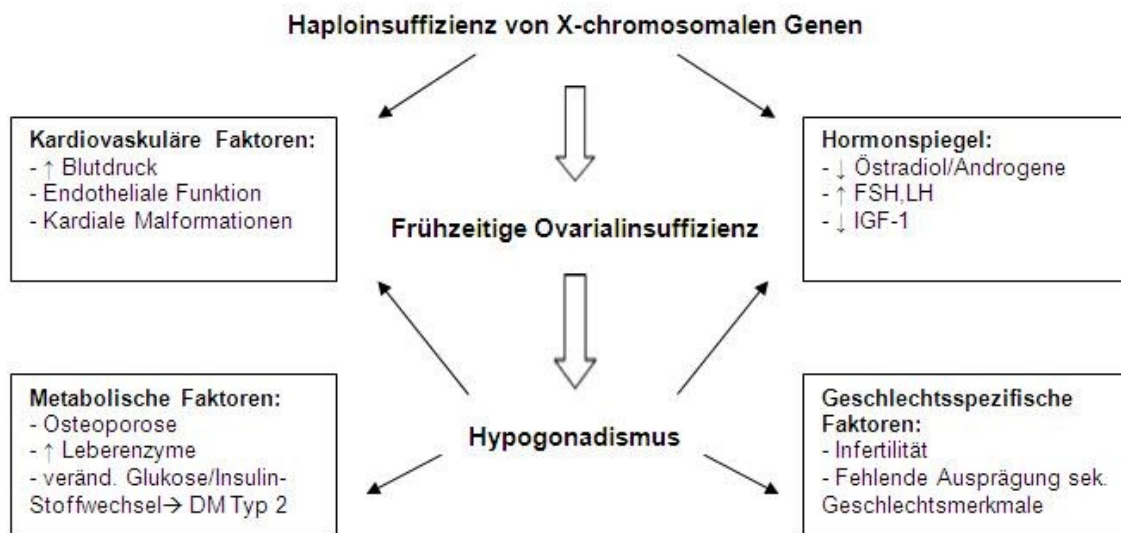 Haploinsuffizienz von X-chromosomalen Genen
Kardiovaskuläre Faktoren:
- ↑ Blutdruck
- Endotheliale Funktion
- Kardiale Malformationen
Hormonspiegel:
- ↓ Östradiol/Androgene
- ↑ FSH,LH
- ↓ IGF-1
Frühzeitige Ovarialinsuffizienz
Metabolische Faktoren:
- Osteoporose
- ↑ Leberenzyme
- veränd. Glukose/Insulin-
Stoffwechsel→ DM Typ 2
Hypogonadismus
Geschlechtsspezifische
Faktoren:
- Infertilität
- Fehlende Ausprägung sek.
Geschlechtsmerkmale